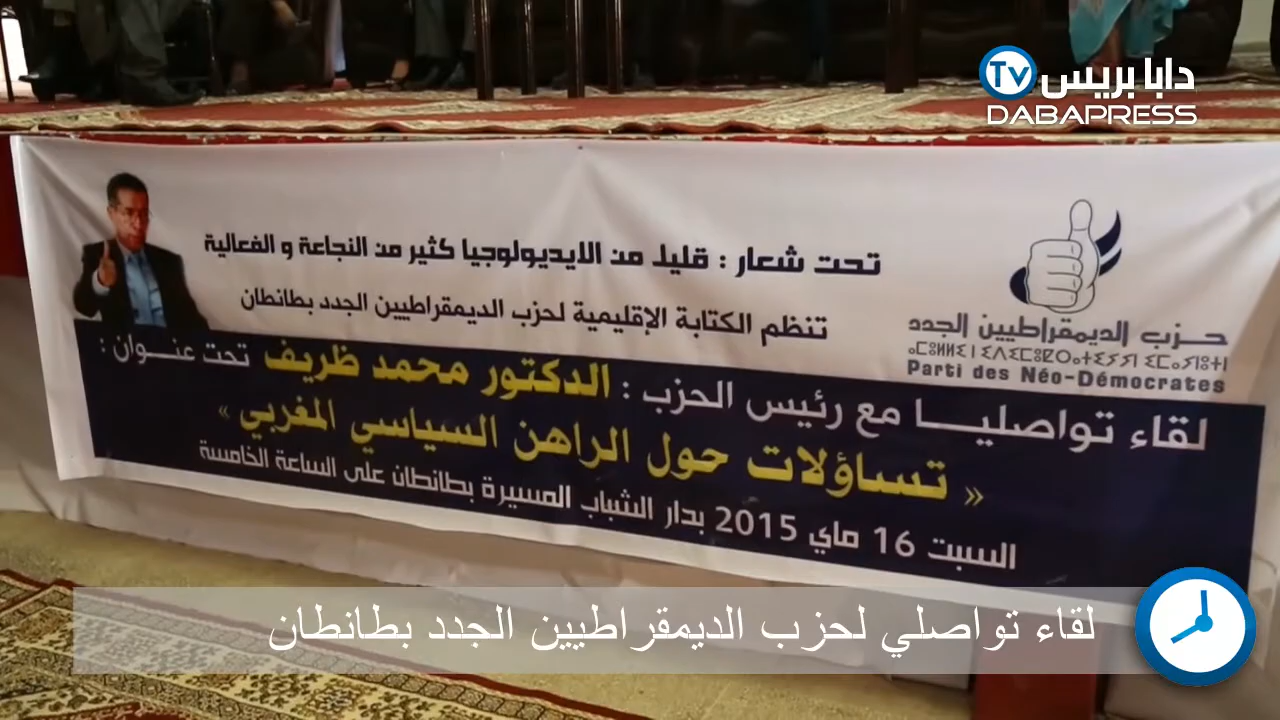 Tv دابا بريس
DABAPRESS
تحت شعار : قليل من الايديولوجيا كثير من النجاعة و الفعالية
تنظم الكتابة الإقليمية لحزب الديمقراطيين الجدد بطانطان
حزب الديمقراطيين الجدد
Parti des Néo-Démocrates
لقاء تواصليا مع رئيس الحزب : الدكتور محمد ظريف تحت عنوان :
« تساؤلات حول الراهن السياسي المغربي »
السبت 16 ماي 2015 بدار الشباب المسيرة بطانطان على الساعة الخامسة
لقاء تواصلي لحزب الديمقراطيين الجدد بطانطان